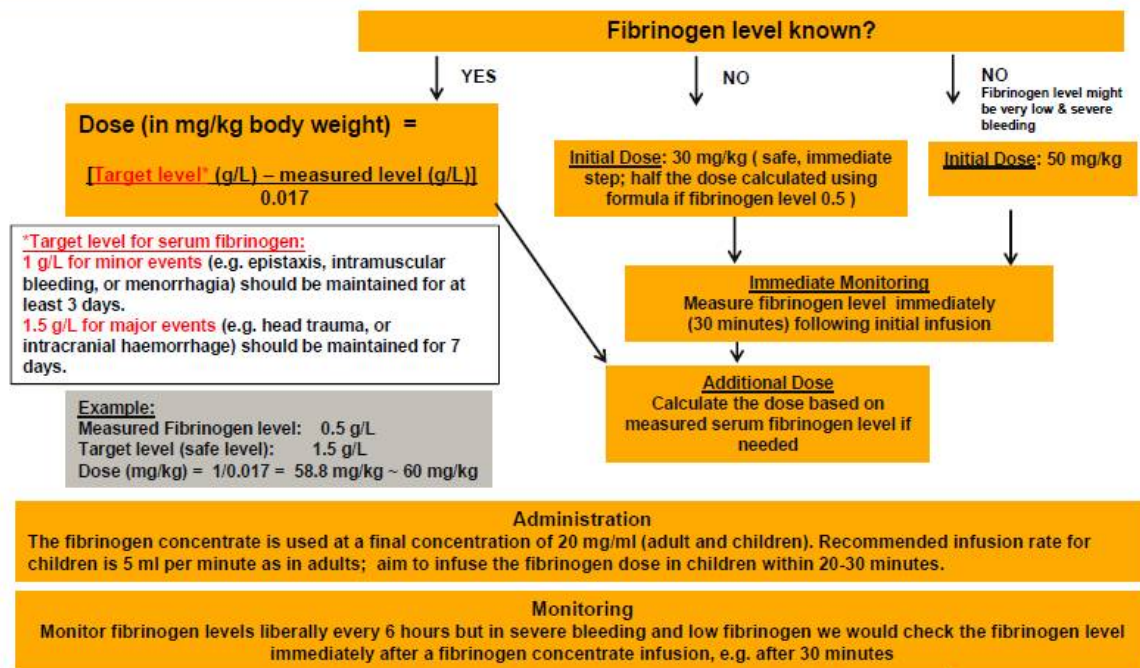 Fibrinogen level known?
YES
NO
NO
Fibrinogen level might
be very low & severe
bleeding
Dose (in mg/kg body weight) =
[Target level* (g/L) – measured level (g/L)]
0.017
Initial Dose: 30 mg/kg ( safe, immediate
step; half the dose calculated using
formula if fibrinogen level 0.5 )
Initial Dose: 50 mg/kg
*Target level for serum fibrinogen:
1 g/L for minor events (e.g. epistaxis, intramuscular
bleeding, or menorrhagia) should be maintained for at
least 3 days.
1.5 g/L for major events (e.g. head trauma, or
intracranial haemorrhage) should be maintained for 7
days.
Immediate Monitoring
Measure fibrinogen level immediately
(30 minutes) following initial infusion
Additional Dose
Calculate the dose based on
measured serum fibrinogen level if
needed
Example:
Measured Fibrinogen level: 0.5 g/L
Target level (safe level): 1.5 g/L
Dose (mg/kg) = 1/0.017 = 58.8 mg/kg ~ 60 mg/kg
Administration
The fibrinogen concentrate is used at a final concentration of 20 mg/ml (adult and children). Recommended infusion rate for
children is 5 ml per minute as in adults; aim to infuse the fibrinogen dose in children within 20-30 minutes.
Monitoring
Monitor fibrinogen levels liberally every 6 hours but in severe bleeding and low fibrinogen we would check the fibrinogen level
immediately after a fibrinogen concentrate infusion, e.g. after 30 minutes